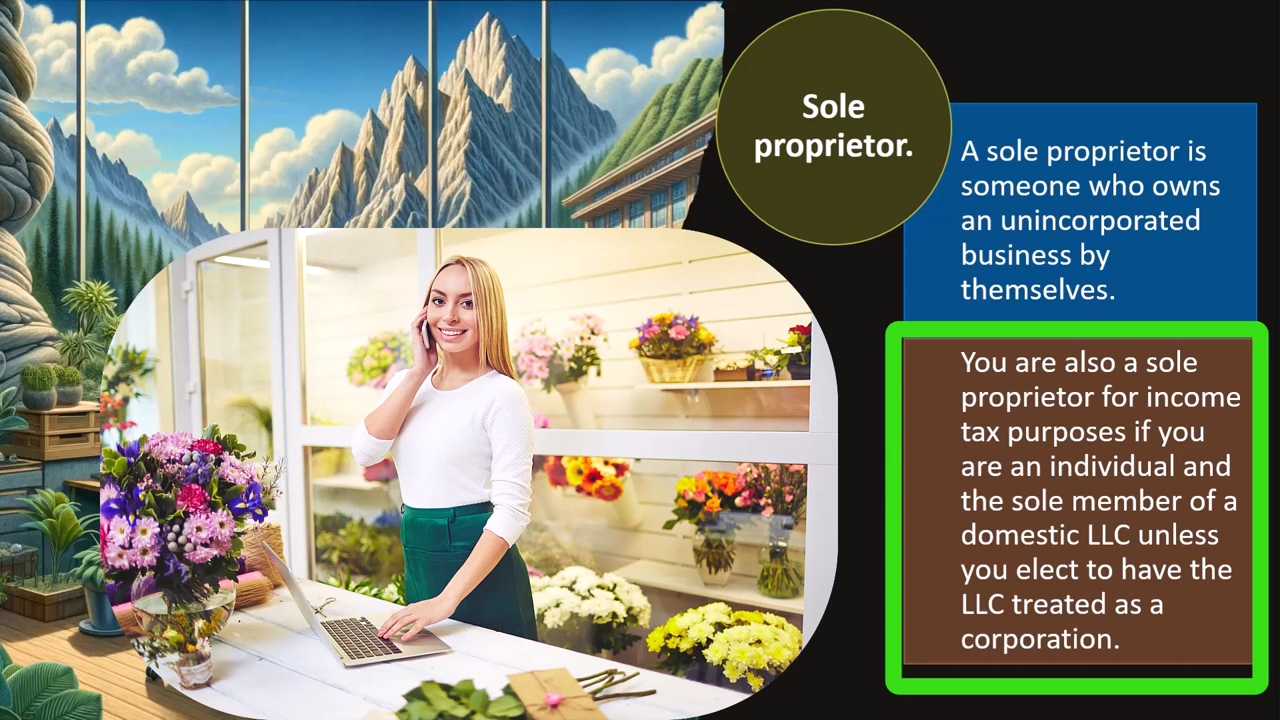 Sole
proprietor.
A sole proprietor is
someone who owns
an unincorporated
business by
themselves.
You are also a sole
proprietor for income
tax purposes if you
are an individual and
the sole member of a
domestic LLC unless
you elect to have the
LLC treated as a
corporation.